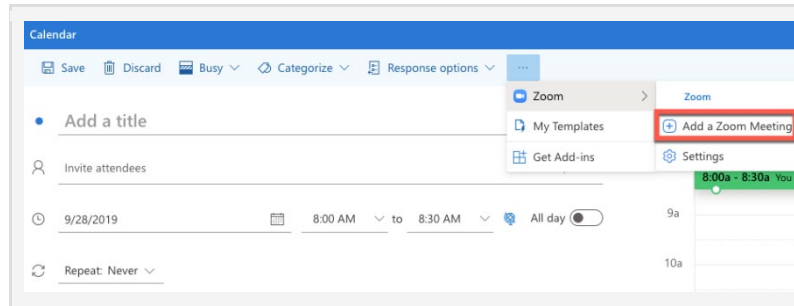 Calendar
Save Discard Busy Categorize Response options ...
Zoom Zoom
Add a title
My Templates Add a Zoom Meeting
Invite attendees Get Add-ins Settings
8:00a - 8:30a You
9/28/2019 8:00 AM to 8:30 AM All day 9a
Repeat: Never 10a